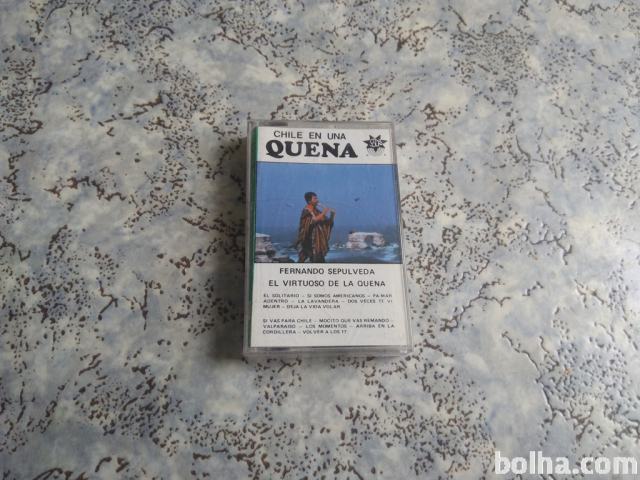 CHILE EN UNA
QUENA
FERNANDO SEPULVEDA
EL VIRTUOSO DE LA QUENA
EL SOLITARIO - SI SOMOS AMERICANOS - PA MAR
ADENTRO - LA LAVANDERA - DOS VECES TE VI
MUJER - DEJA LA VIDA VOLAR
SI VAS PARA CHILE - MOCITO QUE VAS REMANDO -
VALPARAISO - LOS MOMENTOS - ARRIBA EN LA
CORDILLERA - VOLVER A LOS 17
bolha.com